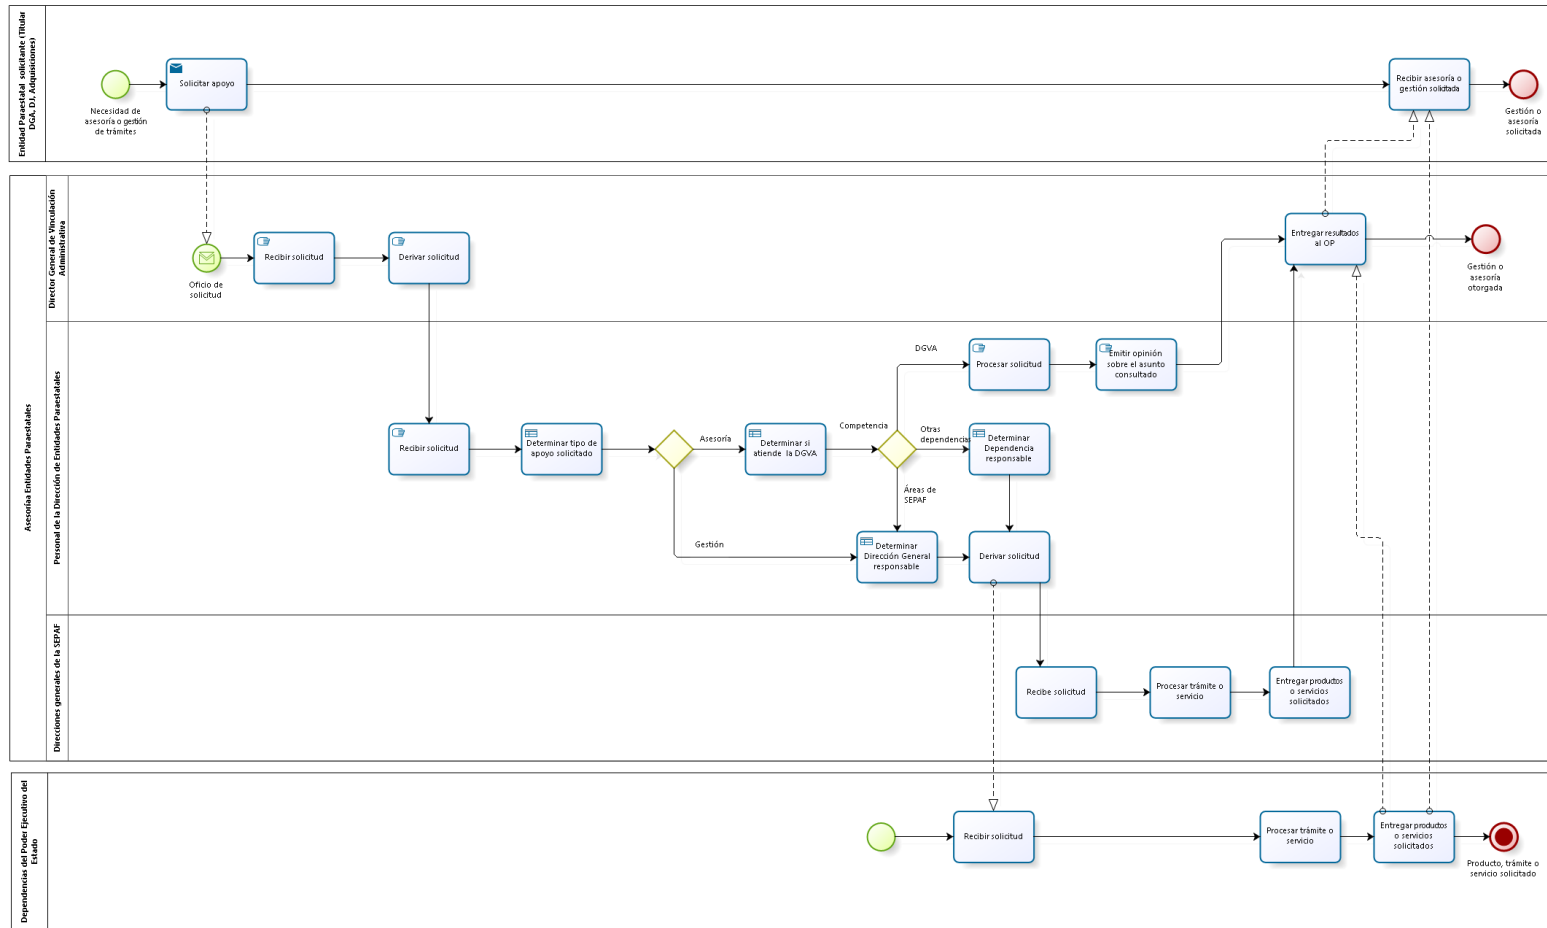 Entidad Paraestatal solicitante (Titular
DGA, DJ, Adquisiciones)
Necesidad de
asesoría o gestión
de trámites
Solicitar apoyo
Recibir asesoría o
gestión solicitada
Gestión o
asesoría
solicitada
Asesoríaa Entidades Paraestatales
Director General de Vinculación
Administrativa
Oficio de
solicitud
Recibir solicitud
Derivar solicitud
Entregar resultados
al OP
Gestión o
asesoría
otorgada
Personal de la Dirección de Entidades Paraestatales
Recibir solicitud
Determinar tipo de
apoyo solicitado
Asesoría
Gestión
Determinar si
atiende la DGVA
Competencia
DGVA
Procesar solicitud
Emitir opinión
sobre el asunto
consultado
Otras
dependencias
Determinar
Dependencia
responsable
Áreas de
SEPAF
Determinar
Dirección General
responsable
Derivar solicitud
Direcciones generales de la SEPAF
Recibe solicitud
Procesar trámite o
servicio
Entregar productos
o servicios
solicitados
Dependencias del Poder Ejecutivo del
Estado
Recibir solicitud
Procesar trámite o
servicio
Entregar productos
o servicios
solicitados
Producto, trámite o
servicio solicitado